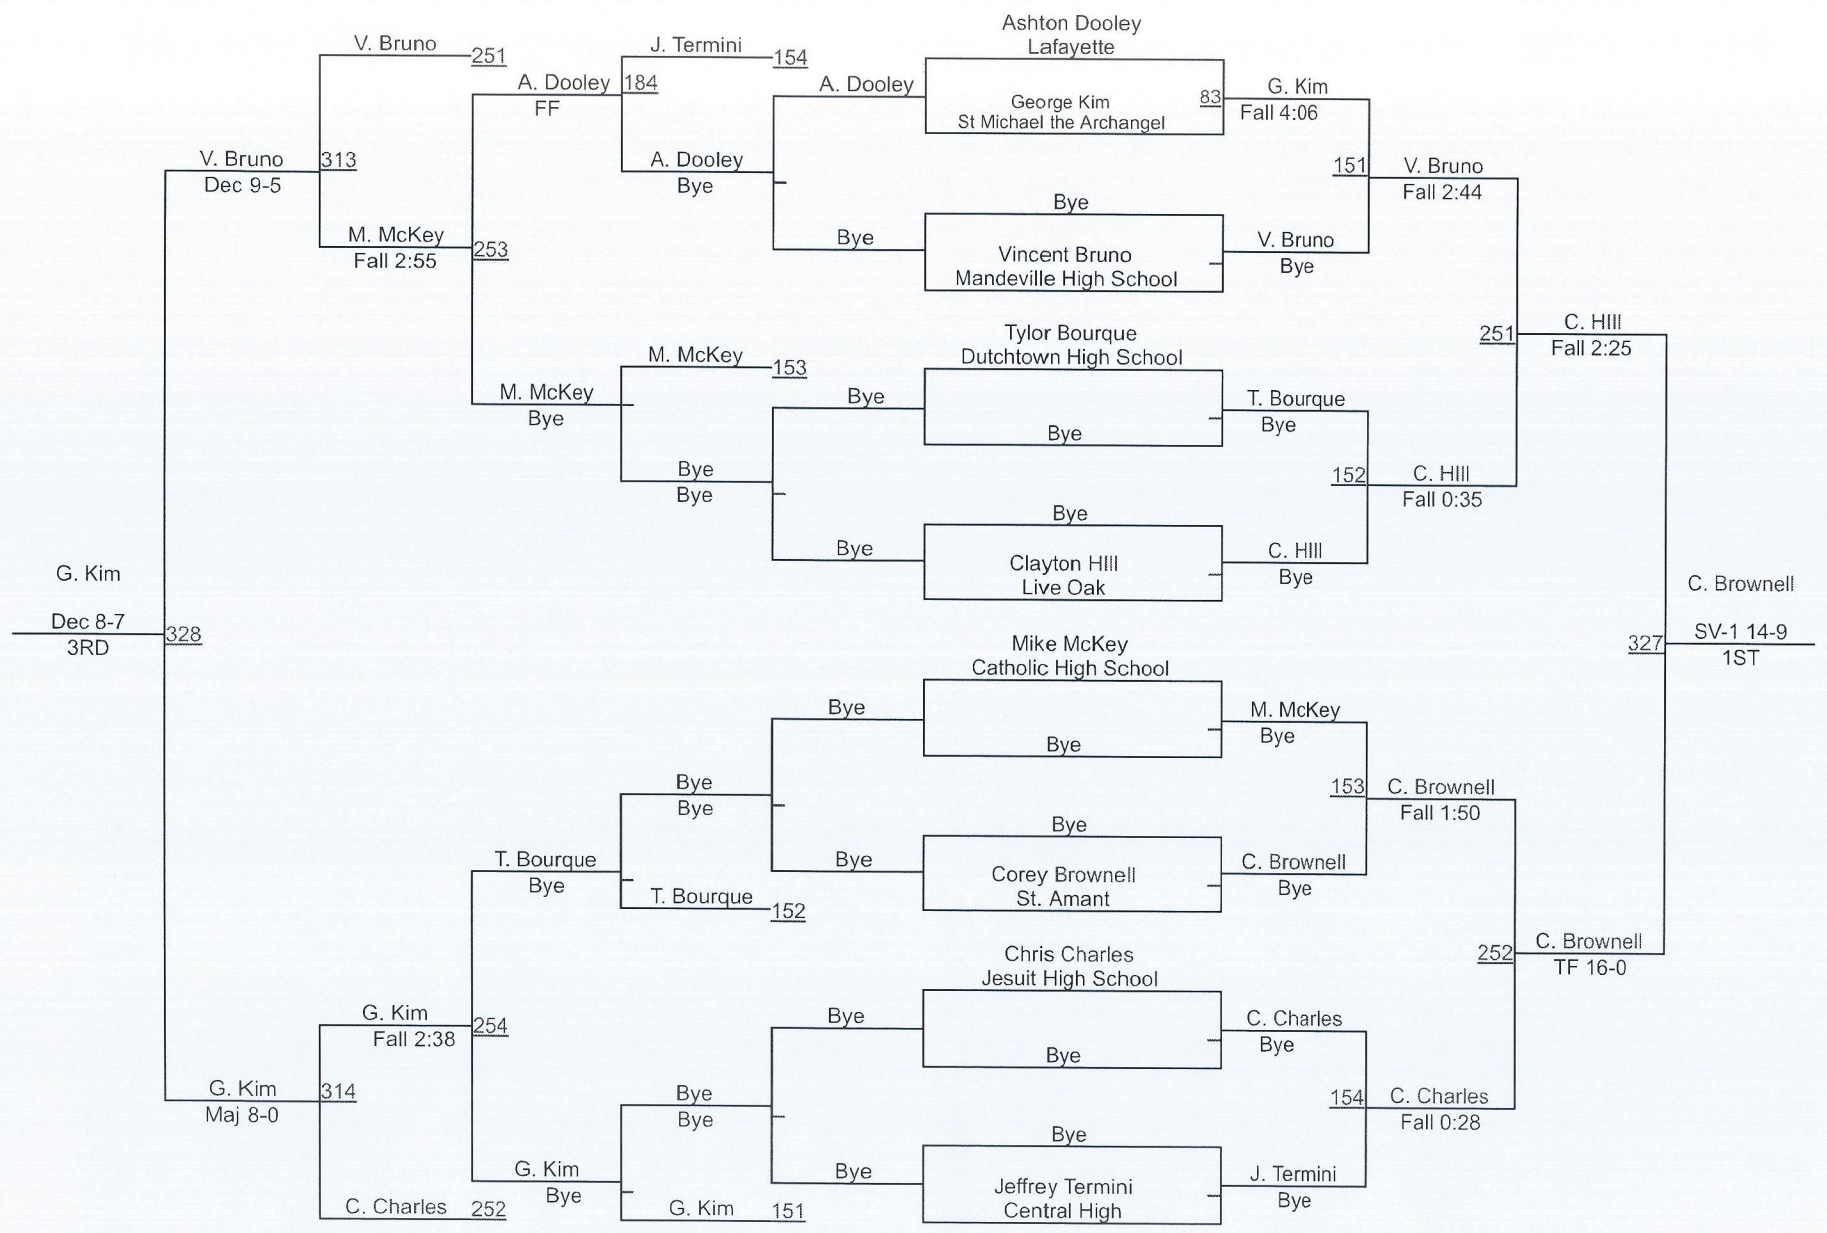 Ashton Dooley
Lafayette
V. Bruno
251
J. Termini
154
A. Dooley
184
FF
A. Dooley
George Kim
83
St Michael the Archangel
G. Kim
Fall 4:06
V. Bruno
313
Dec 9-5
A. Dooley
Bye
151
V. Bruno
Fall 2:44
Bye
M. McKey
Fall 2:55
253
Bye
Vincent Bruno
Mandeville High School
V. Bruno
Bye
Tylor Bourque
Dutchtown High School
251
C. HIll
Fall 2:25
M. McKey
153
M. McKey
Bye
Bye
Bye
T. Bourque
Bye
Bye
Bye
152
C. HIll
Fall 0:35
Bye
Bye
Clayton HIll
Live Oak
C. HIll
Bye
G. Kim
Dec 8-7
328
3RD
C. Brownell
327
SV-1 14-9
1ST
Mike McKey
Catholic High School
Bye
Bye
M. McKey
Bye
Bye
Bye
153
C. Brownell
Fall 1:50
Bye
T. Bourque
Bye
Bye
Corey Brownell
St. Amant
C. Brownell
Bye
T. Bourque
152
252
C. Brownell
TF 16-0
Chris Charles
Jesuit High School
G. Kim
Fall 2:38
254
Bye
Bye
C. Charles
Bye
G. Kim
314
Maj 8-0
Bye
Bye
154
C. Charles
Fall 0:28
Bye
G. Kim
Bye
Bye
Jeffrey Termini
Central High
J. Termini
Bye
C. Charles
252
G. Kim
151